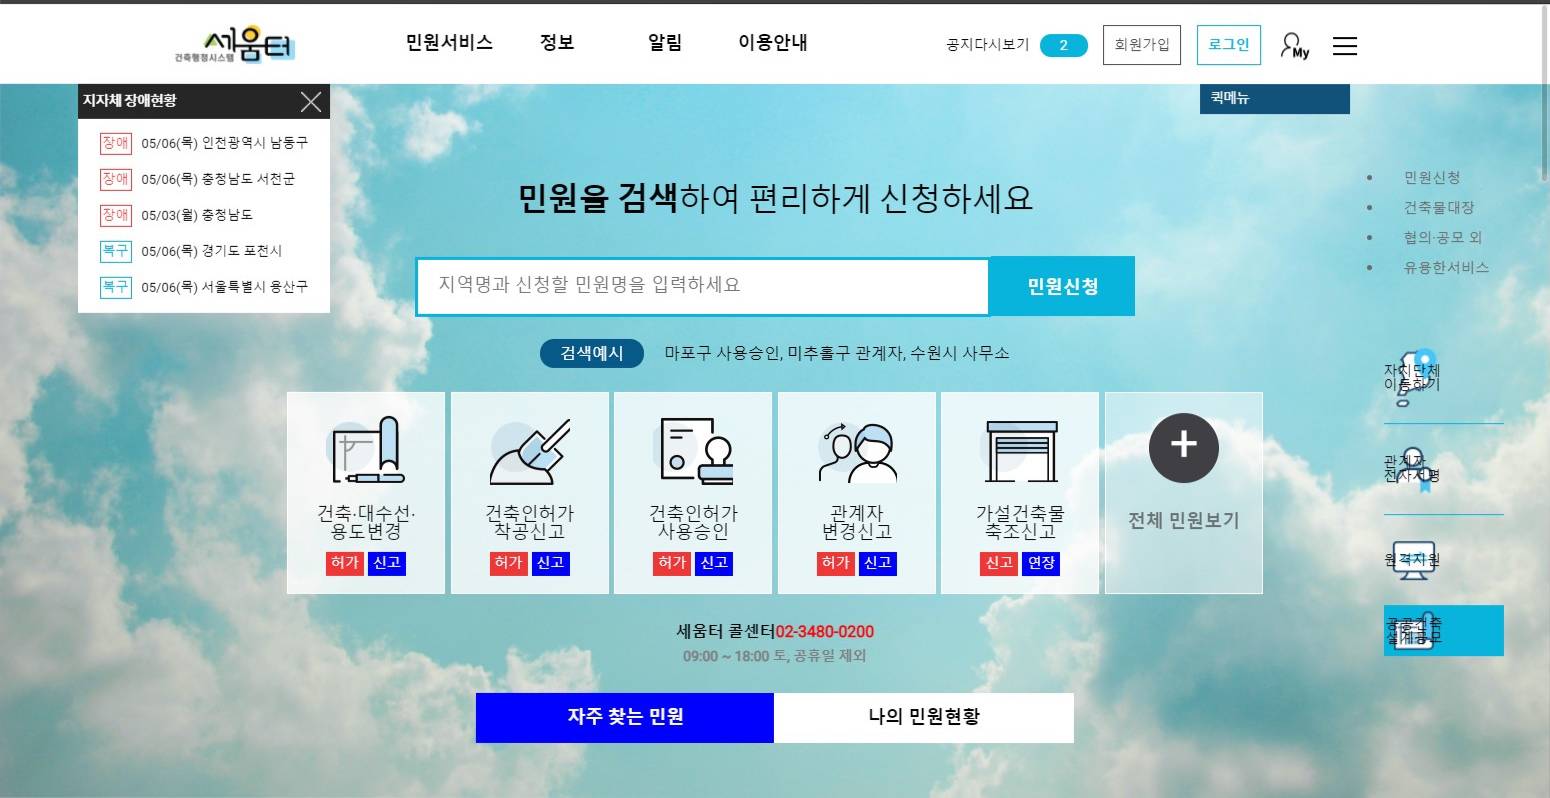 건축행정시스템 세움터
민원서비스 정보 알림 이용안내
공지다시보기 2 회원가입 로그인 My
지자체 장애현황
장애 05/06(목) 인천광역시 남동구
장애 05/06(목) 충청남도 서천군
장애 05/03(월) 충청남도
복구 05/06(목) 경기도 포천시
복구 05/06(목) 서울특별시 용산구
민원을 검색하여 편리하게 신청하세요
지역명과 신청할 민원명을 입력하세요
민원신청
검색예시 마포구 사용승인, 미추홀구 관계자, 수원시 사무소
건축·대수선·
용도변경
허가 신고
건축인허가
착공신고
허가 신고
건축인허가
사용승인
허가 신고
관계자
변경신고
허가 신고
가설건축물
축조신고
신고 연장
+
전체 민원보기
세움터 콜센터02-3480-0200
09:00 ~ 18:00 토, 공휴일 제외
자주 찾는 민원 나의 민원현황
퀵메뉴
민원신청
건축물대장
협의·공모 외
유용한서비스
자치단체
이동하기
관계자
전자서명
원격지원
공공건축
설계공모